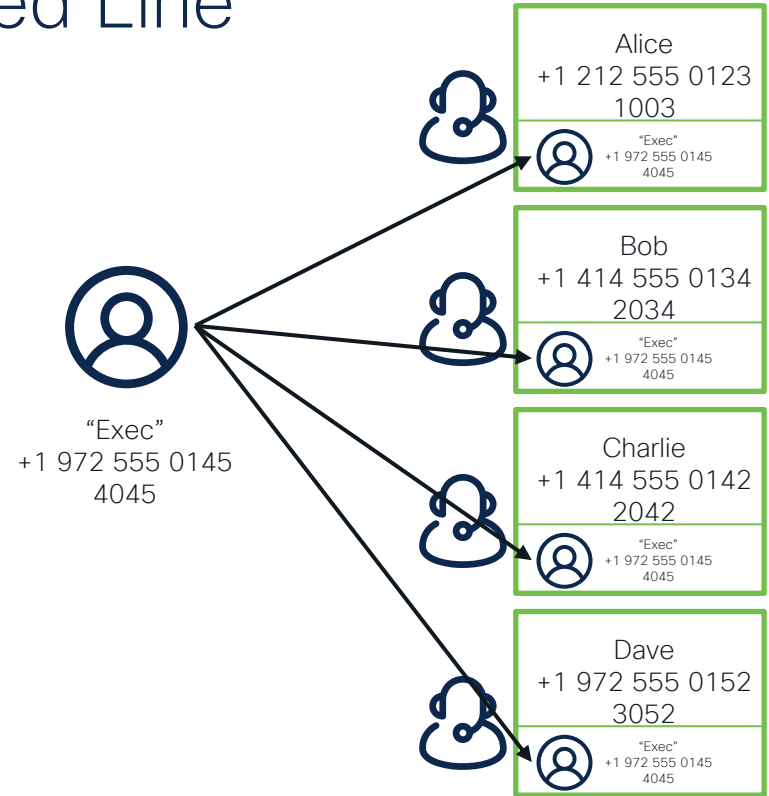 ed Line
Alice
+1 212 555 0123
1003
"Exec"
+1 972 555 0145
4045
Bob
+1 414 555 0134
2034
"Exec"
+1 972 555 0145
4045
“Exec”
+1 972 555 0145
4045
Charlie
+1 414 555 0142
2042
"Exec"
+1 972 555 0145
4045
Dave
+1 972 555 0152
3052
"Exec"
+1 972 555 0145
4045